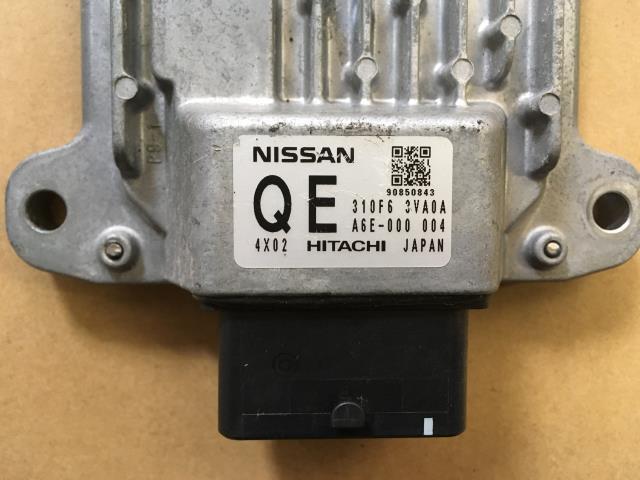 NISSAN
90850843
QE
310F6 3VA0A
A6E-000 004
4X02 HITACHI JAPAN